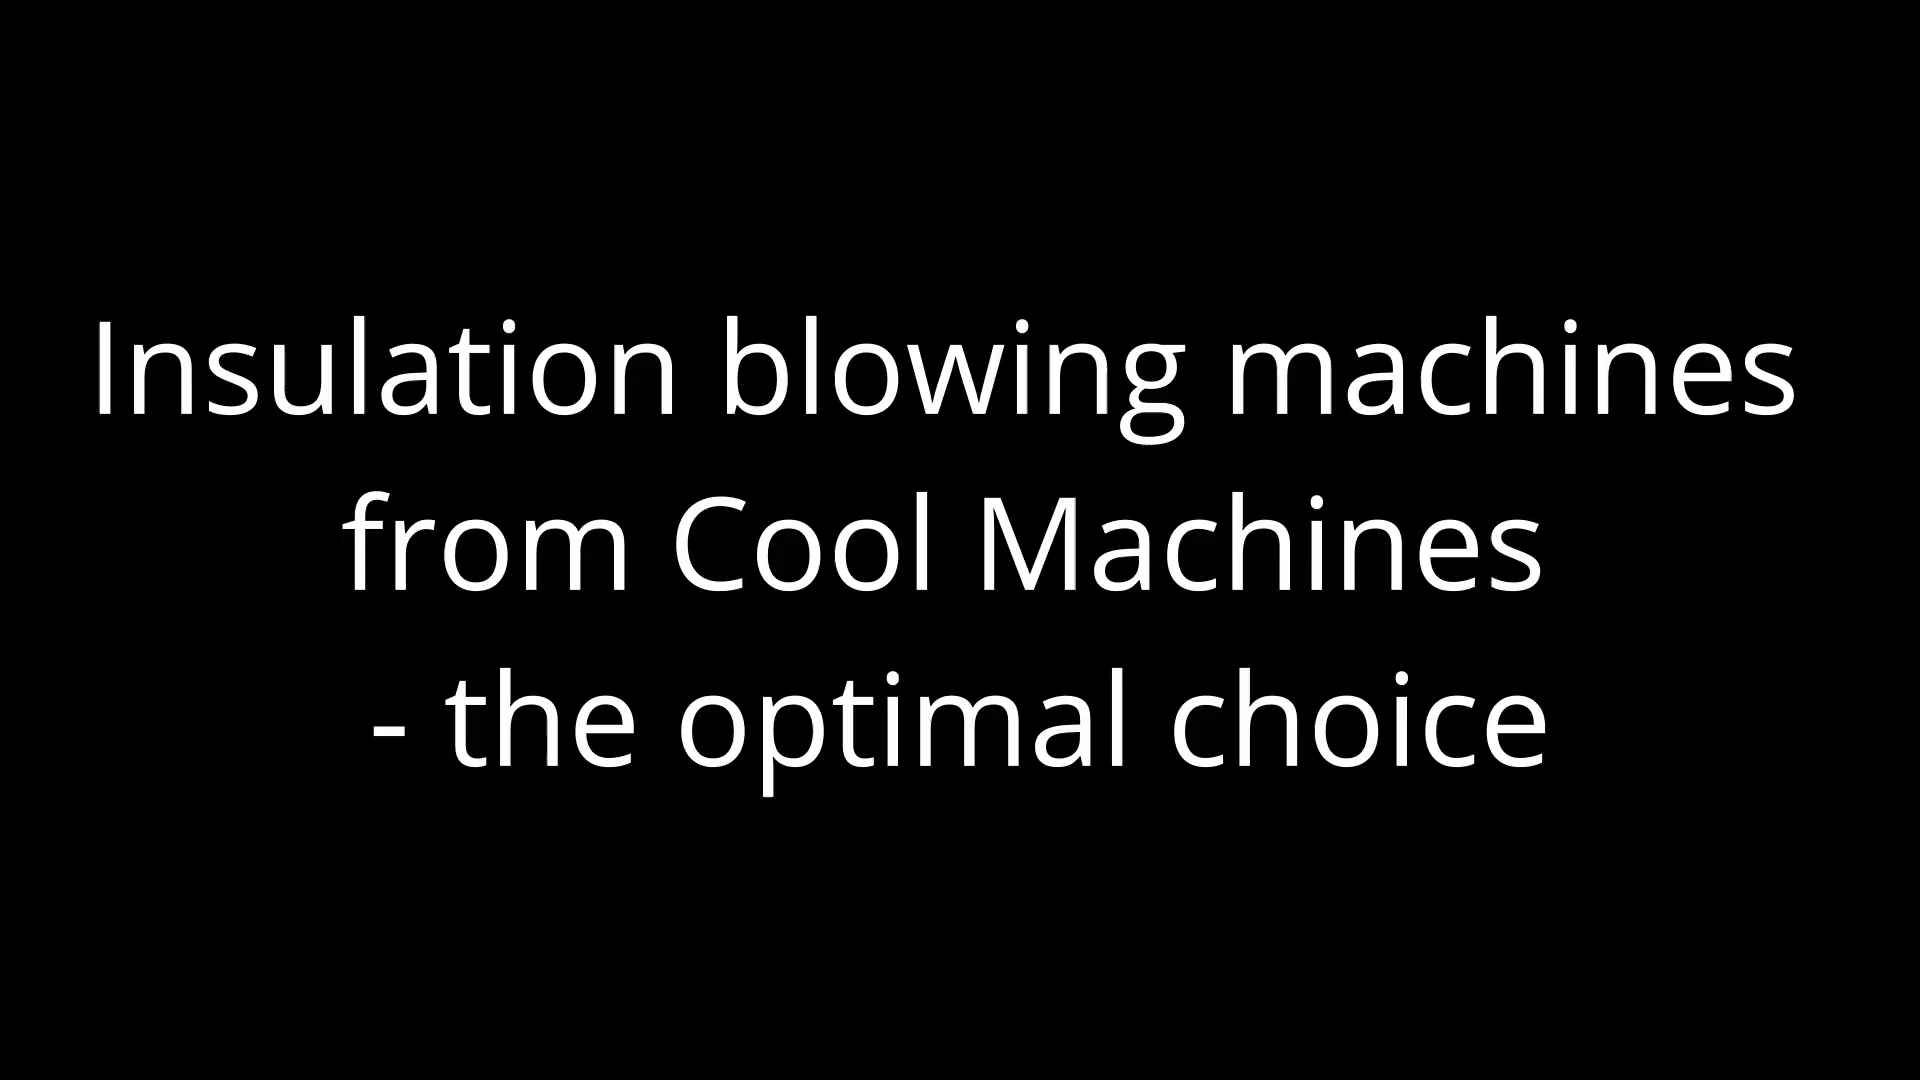 Insulation blowing machines
from Cool Machines
- the optimal choice